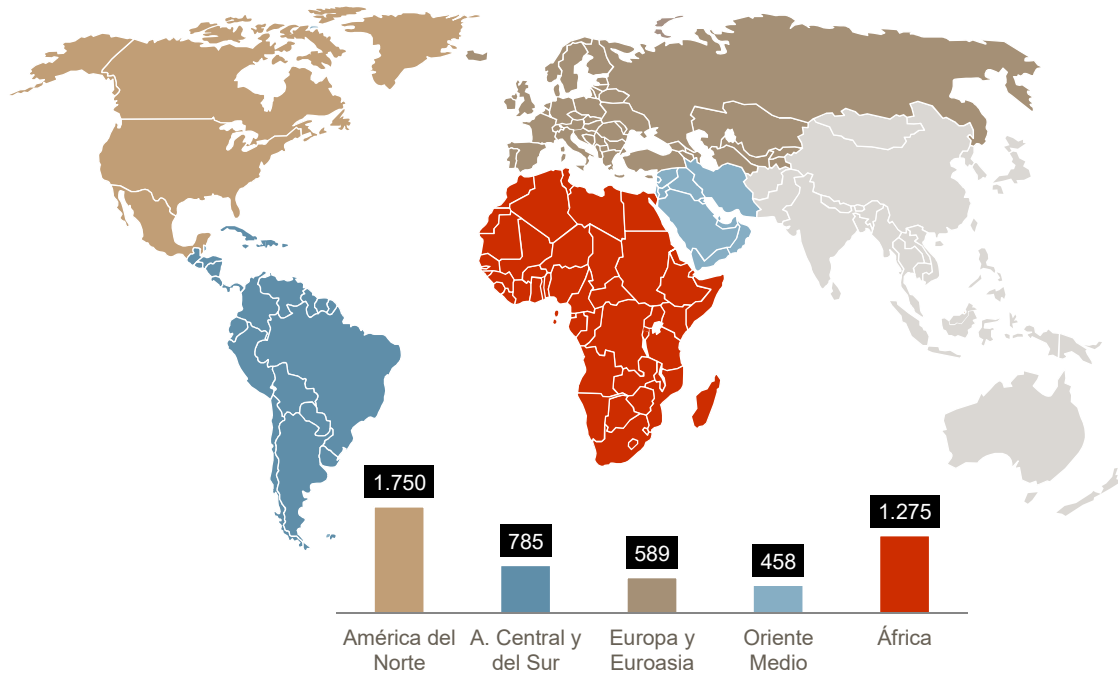 1.750
785
589
458
1.275
América del
Norte
A. Central y
del Sur
Europa y
Euroasia
Oriente
Medio
África